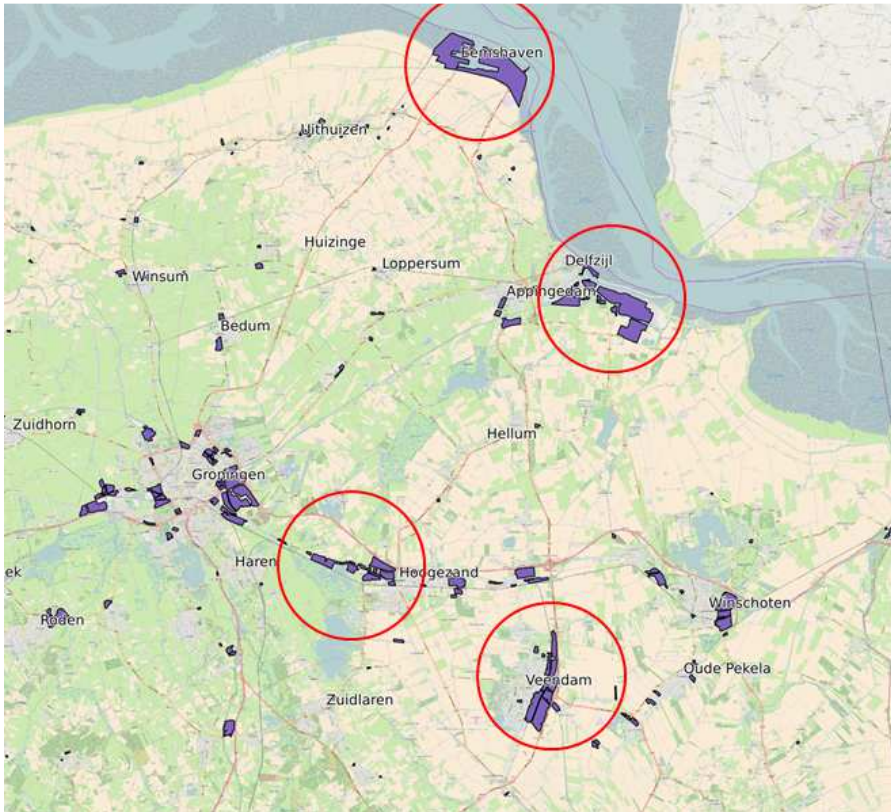 Eemshaven
Uithuizen
Huizinge
Delfzijl
Loppersum
Winsum
Appingedam
Bedum
Zuidhorn
Hellum
Groningen
Haren
Hoogezand
ek
Winschoten
Roden
Oude Pekela
Veendam
Zuidlaren